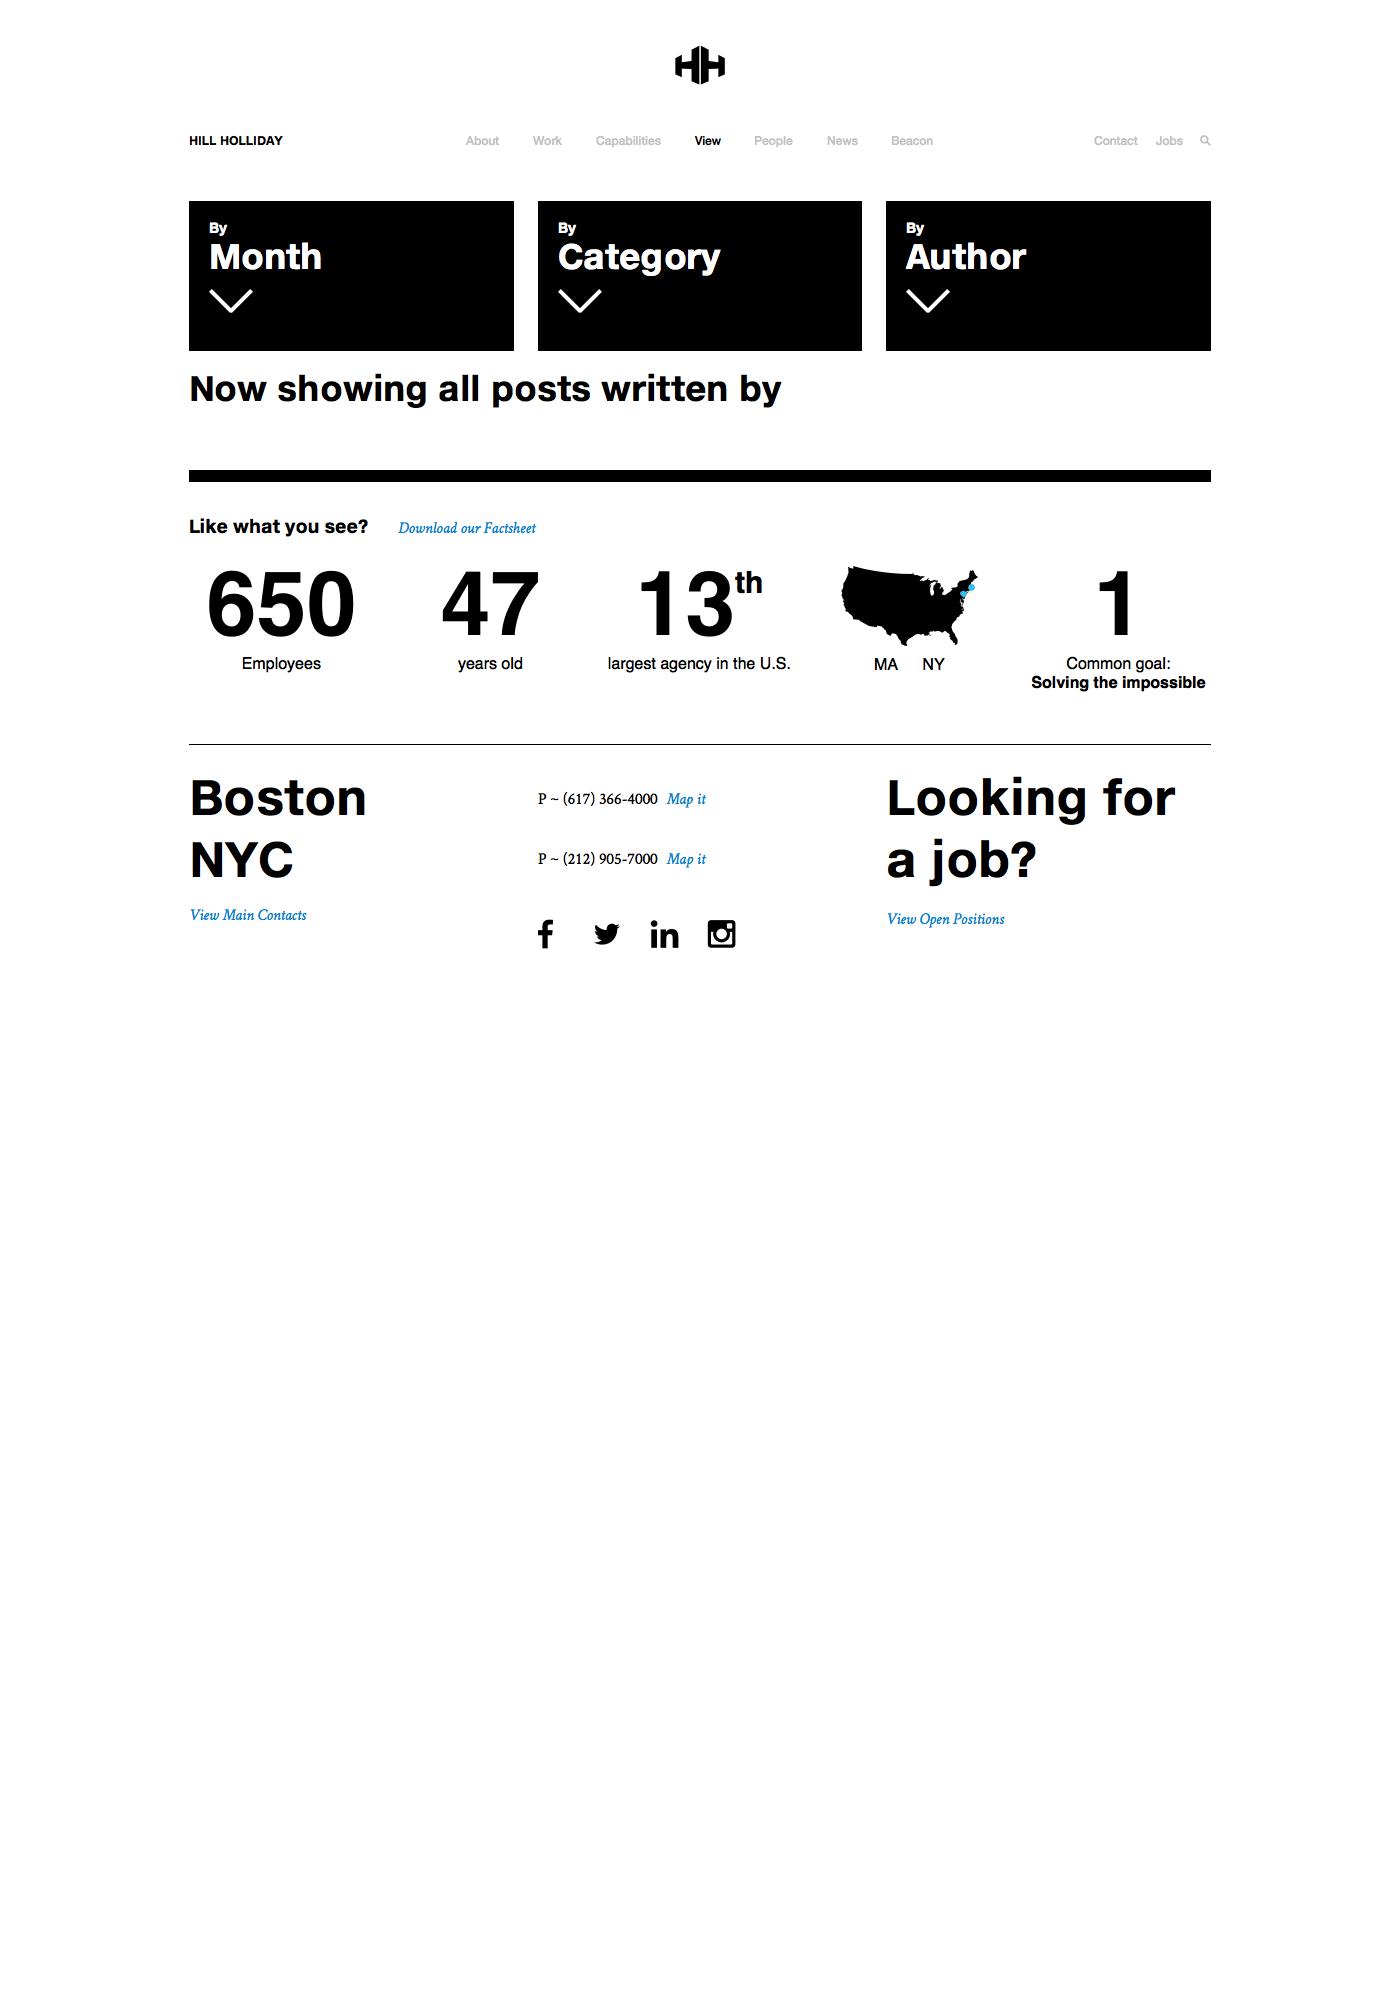 HILL HOLLIDAY About Work Capabilities View People News Beacon Contact Jobs
By
Month
By
Category
By
Author
Now showing all posts written by
Like what you see? Download our Factsheet
650
Employees
47
years old
13th
largest agency in the U.S.
MA NY
1
Common goal:
Solving the impossible
Boston
NYC
View Main Contacts
P ~ (617) 366-4000 Map it
P ~ (212) 905-7000 Map it
Looking for
a job?
View Open Positions